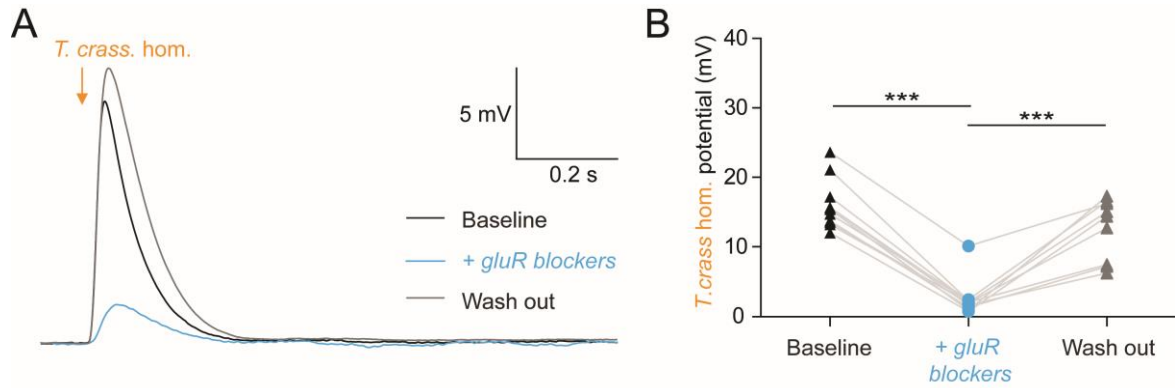 A
T. crass. hom.
5 mV
0.2 s
Baseline
+ gluR blockers
Wash out
B
T.crass hom. potential (mV)
40
30
20
10
0
***
***
Baseline
+ gluR
blockers
Wash out